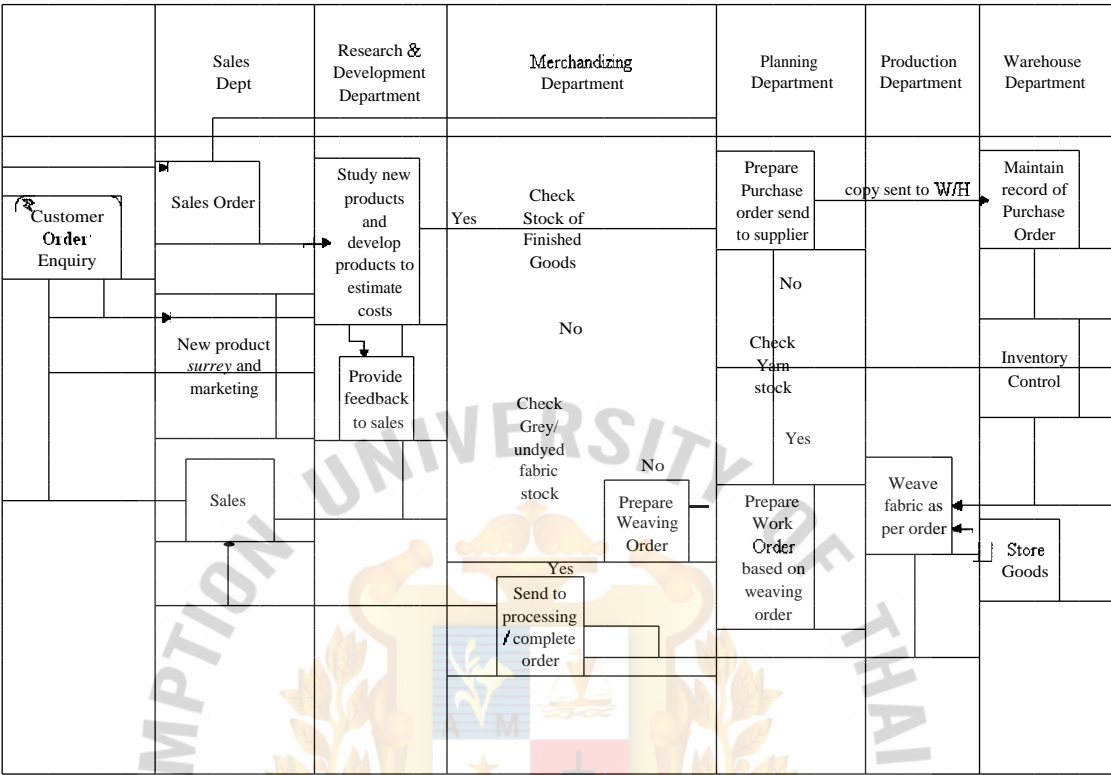 Sales
Dept
Research &
Development
Department
Merchandizing
Department
Planning
Department
Production
Department
Warehouse
Department
Customer
Order
Enquiry
Sales Order
New product
surrey and
marketing
Sales
Study new
products
and
develop
products to
estimate
costs
Provide
feedback
to sales
Yes
Check
Stock of
Finished
Goods
No
Check
Grey/
undyed
fabric
stock
No
Prepare
Weaving
Order
Yes
Send to
processing
/ complete
order
Prepare
Purchase
order send
to supplier
No
Check
Yarn
stock
Yes
Prepare
Work
Order
based on
weaving
order
copy sent to W/H
Weave
fabric as
per order
Maintain
record of
Purchase
Order
Inventory
Control
Store
Goods
MPTION UNIVERSITY OF THAI
A M